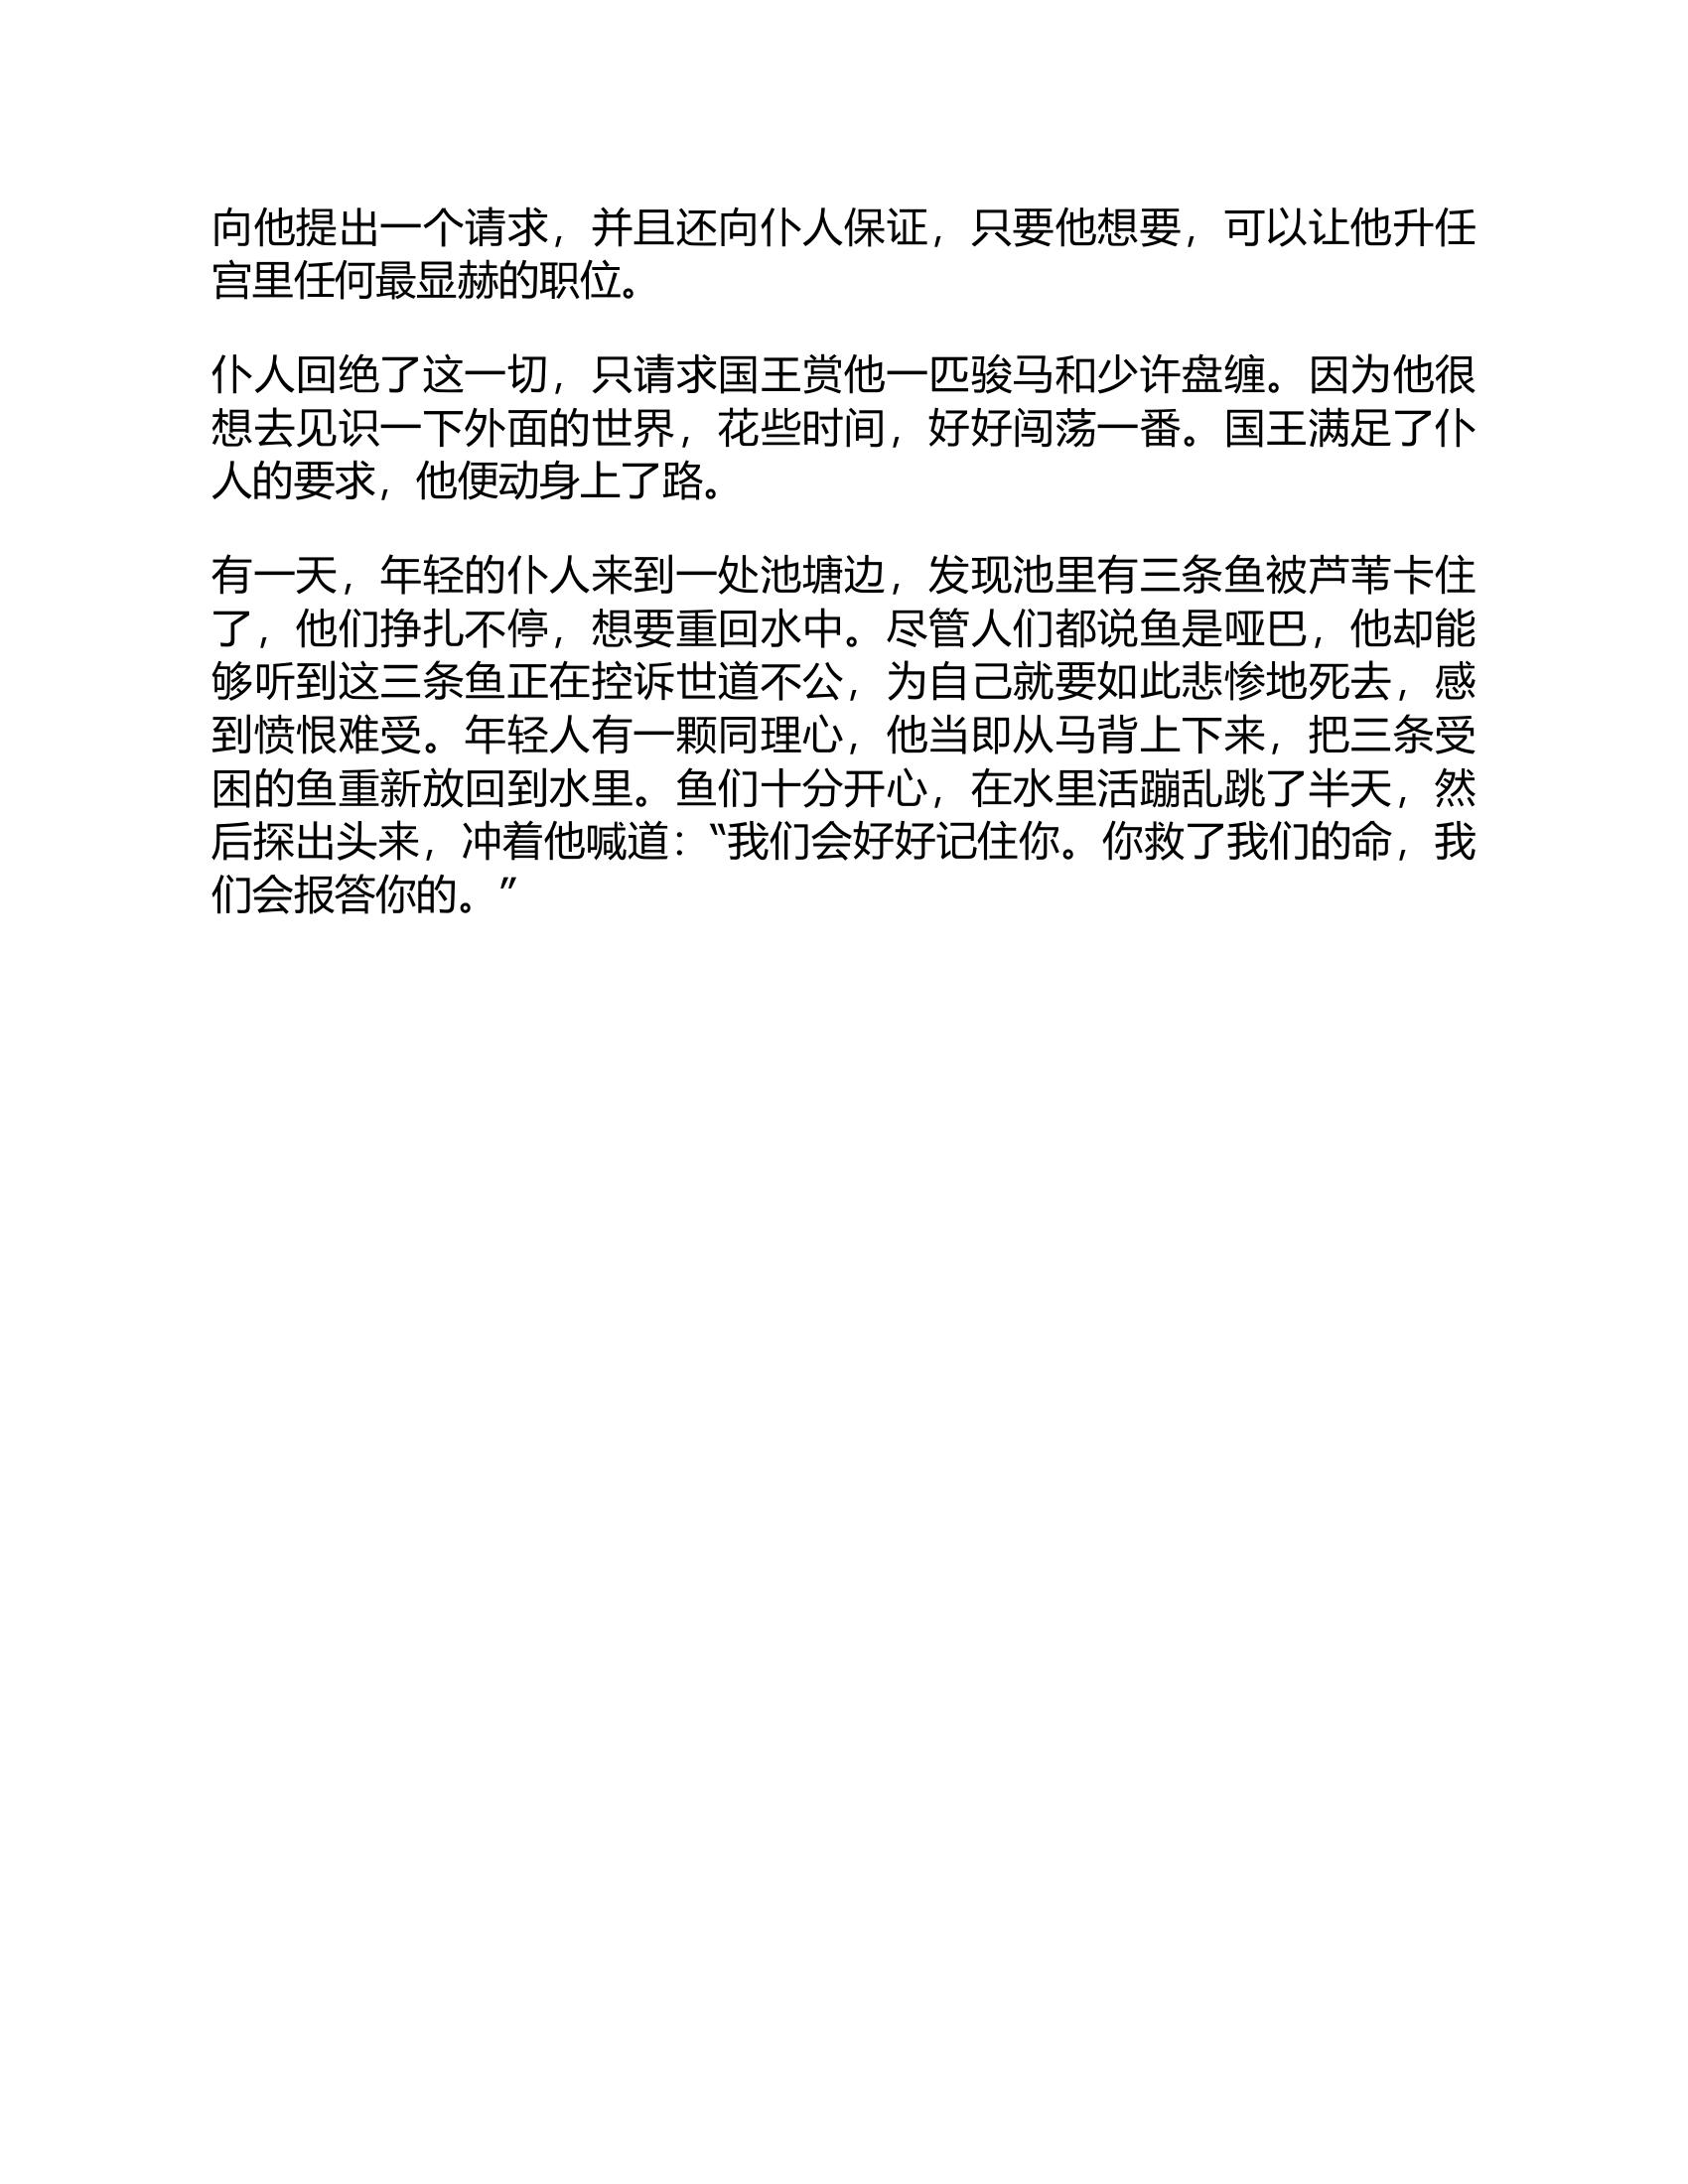 向他提出一个请求，并且还向仆人保证，只要他想要，可以让他升任
宫里任何最显赫的职位。
仆人回绝了这一切，只请求国王赏他一匹骏马和少许盘缠。因为他很
想去见识一下外面的世界，花些时间，好好闯荡一番。国王满足了仆
人的要求，他便动身上了路。
有一天，年轻的仆人来到一处池塘边，发现池里有三条鱼被芦苇卡住
了，他们挣扎不停，想要重回水中。尽管人们都说鱼是哑巴，他却能
够听到这三条鱼正在控诉世道不公，为自己就要如此悲惨地死去，感
到愤恨难受。年轻人有一颗同理心，他当即从马背上下来，把三条受
困的鱼重新放回到水里。鱼们十分开心，在水里活蹦乱跳了半天，然
后探出头来，冲着他喊道：“我们会好好记住你。你救了我们的命，我
们会报答你的。”